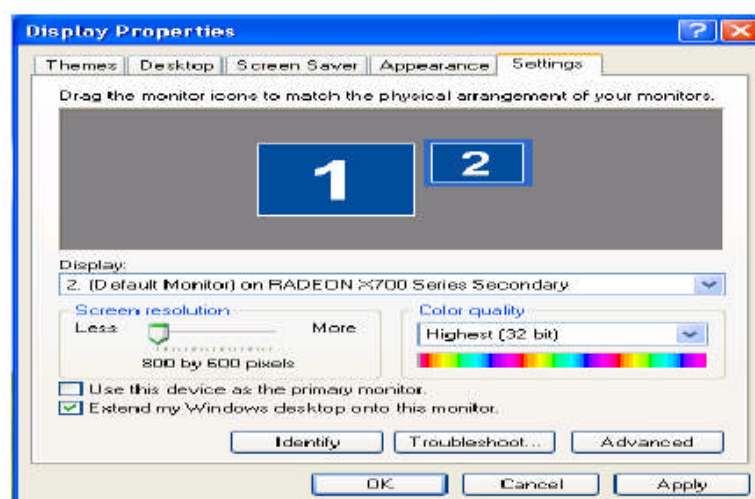 Display Properties
Themes Desktop Screen Saver Appearance Settings
Drag the monitor icons to match the physical arrangement of your monitors.
1 2
Display:
2. (Default Monitor) on RADEON X700 Series Secondary
Screen resolution Color quality
Less More Highest (32 bit)
800 by 600 pixels
Use this device as the primary monitor.
Extend my Windows desktop onto this monitor.
Identify Troubleshoot... Advanced
OK Cancel Apply